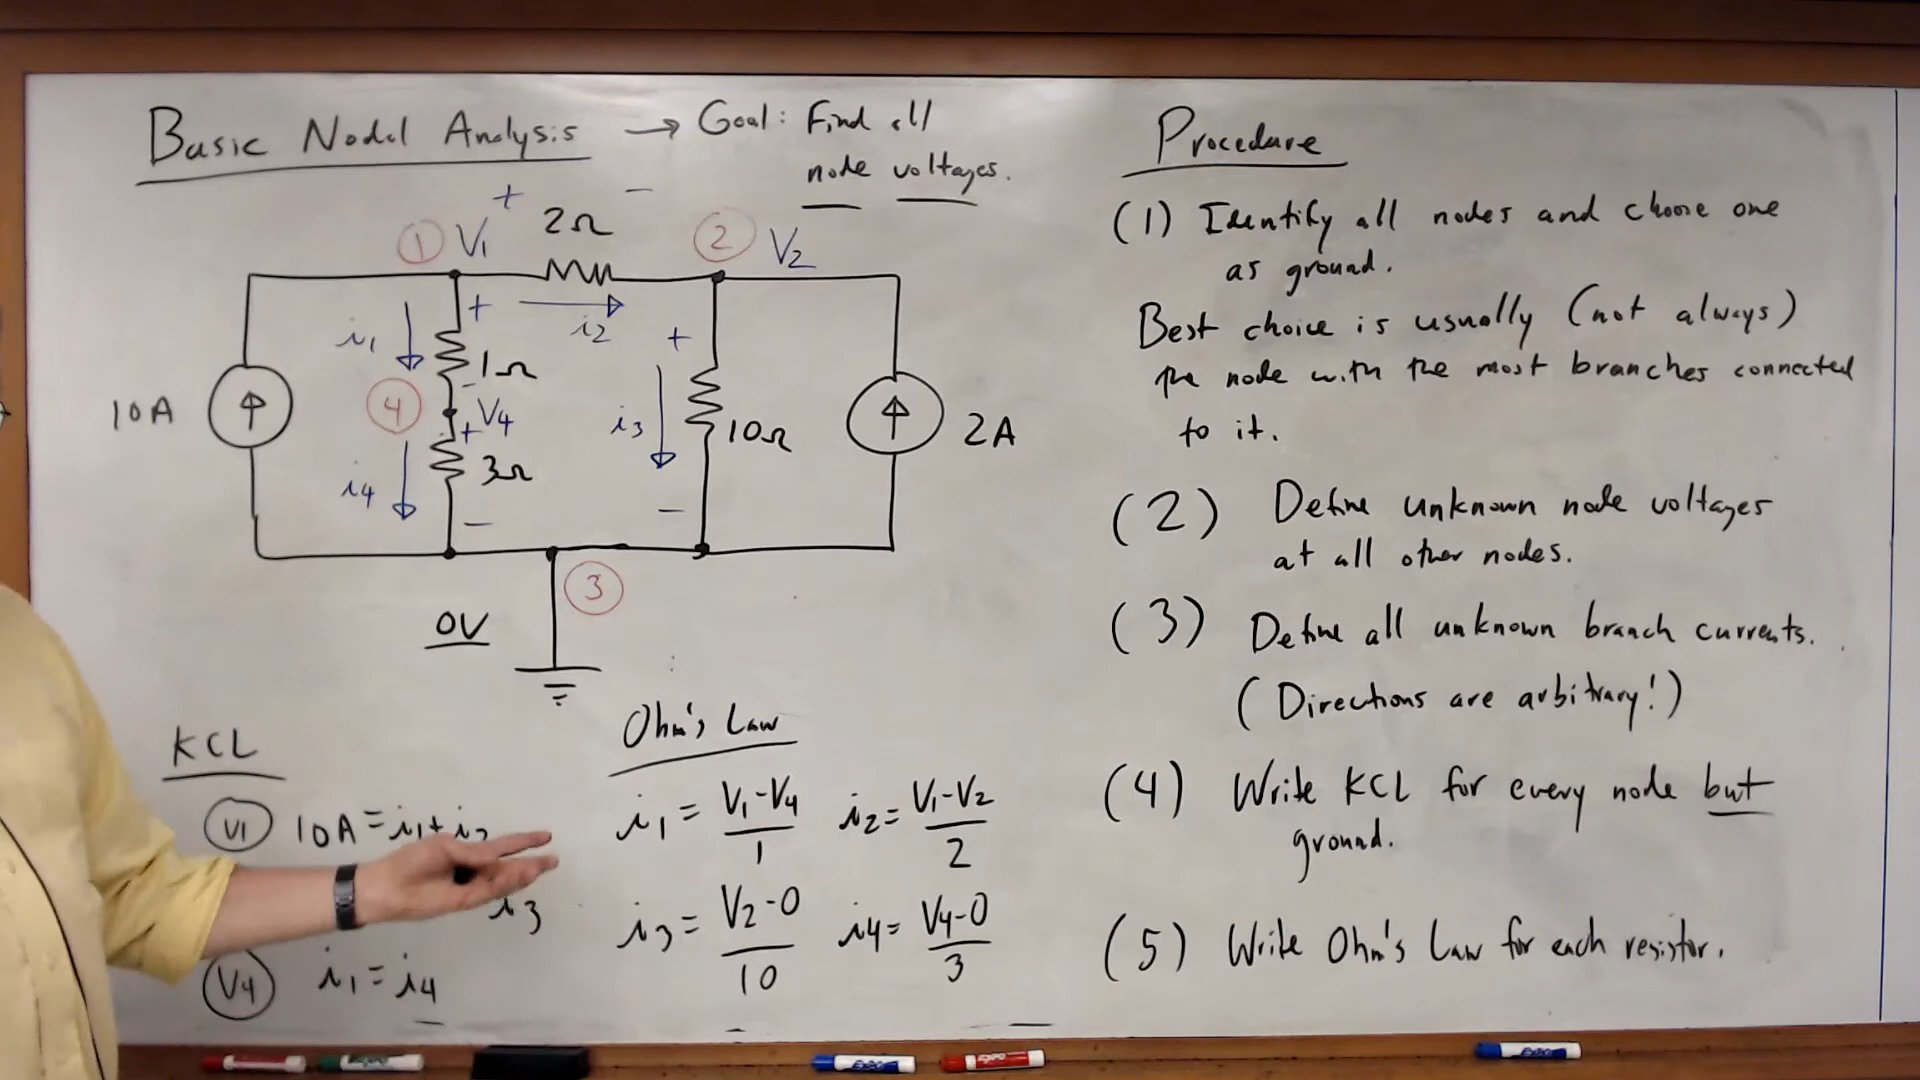 Basic Nodal Analysis → Goal: Find all
node voltages.
+ −
2Ω
① V1
② V2
+
i1
i2
+
1Ω
−
10A
④ V4
+
i3
10Ω
2A
i4
3Ω
−
−
③
0V
KCL
V1 10A = i1 + i2
i3
V4 i1 = i4
Ohm's Law
i1 = V1-V4 / 1 i2 = V1-V2 / 2
i3 = V2-0 / 10 i4 = V4-0 / 3
Procedure
(1) Identify all nodes and choose one
as ground.
Best choice is usually (not always)
the node with the most branches connected
to it.
(2) Define unknown node voltages
at all other nodes.
(3) Define all unknown branch currents.
(Directions are arbitrary!)
(4) Write KCL for every node but
ground.
(5) Write Ohm's Law for each resistor.
EXPO
EXPO
EXPO